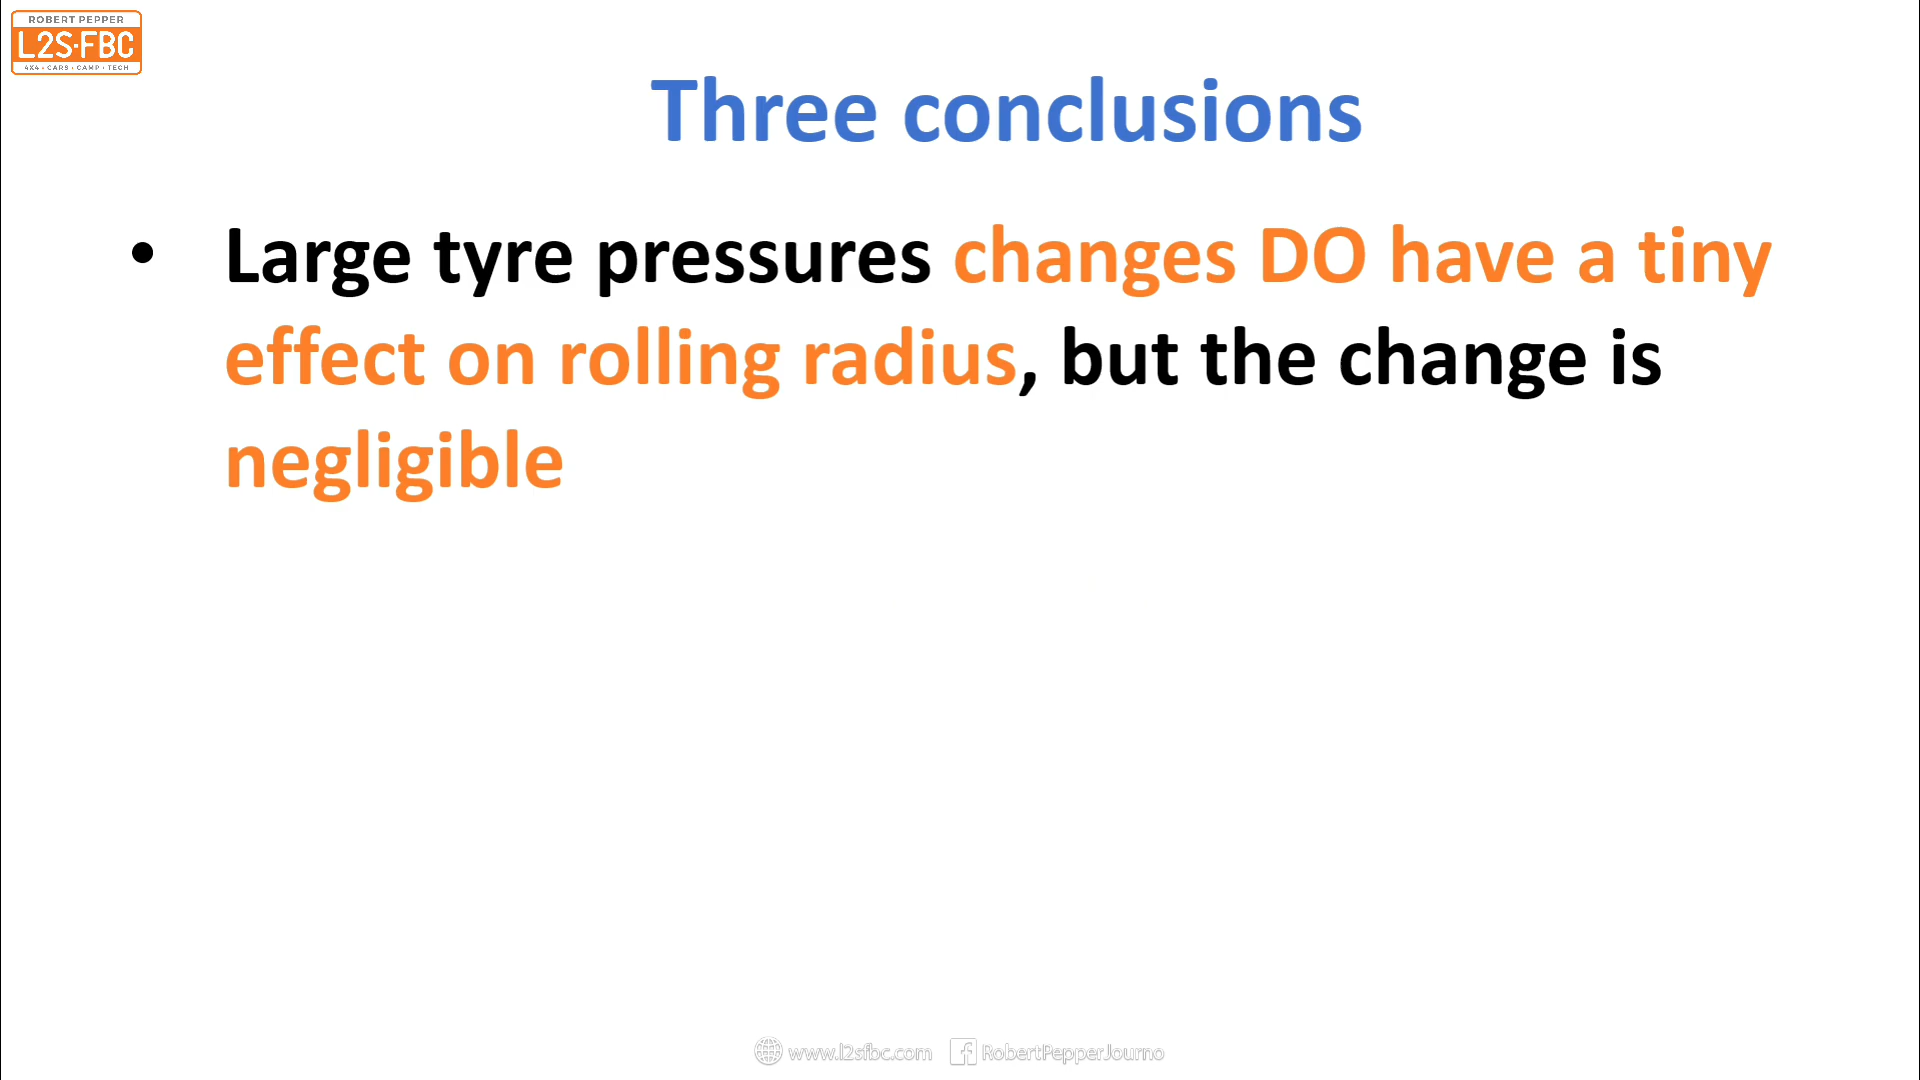 ROBERT PEPPER
L2S·FBC
4X4 · CARS · CAMP · TECH
Three conclusions
• Large tyre pressures changes DO have a tiny
effect on rolling radius, but the change is
negligible
www.l2sfbc.com RobertPepperJourno